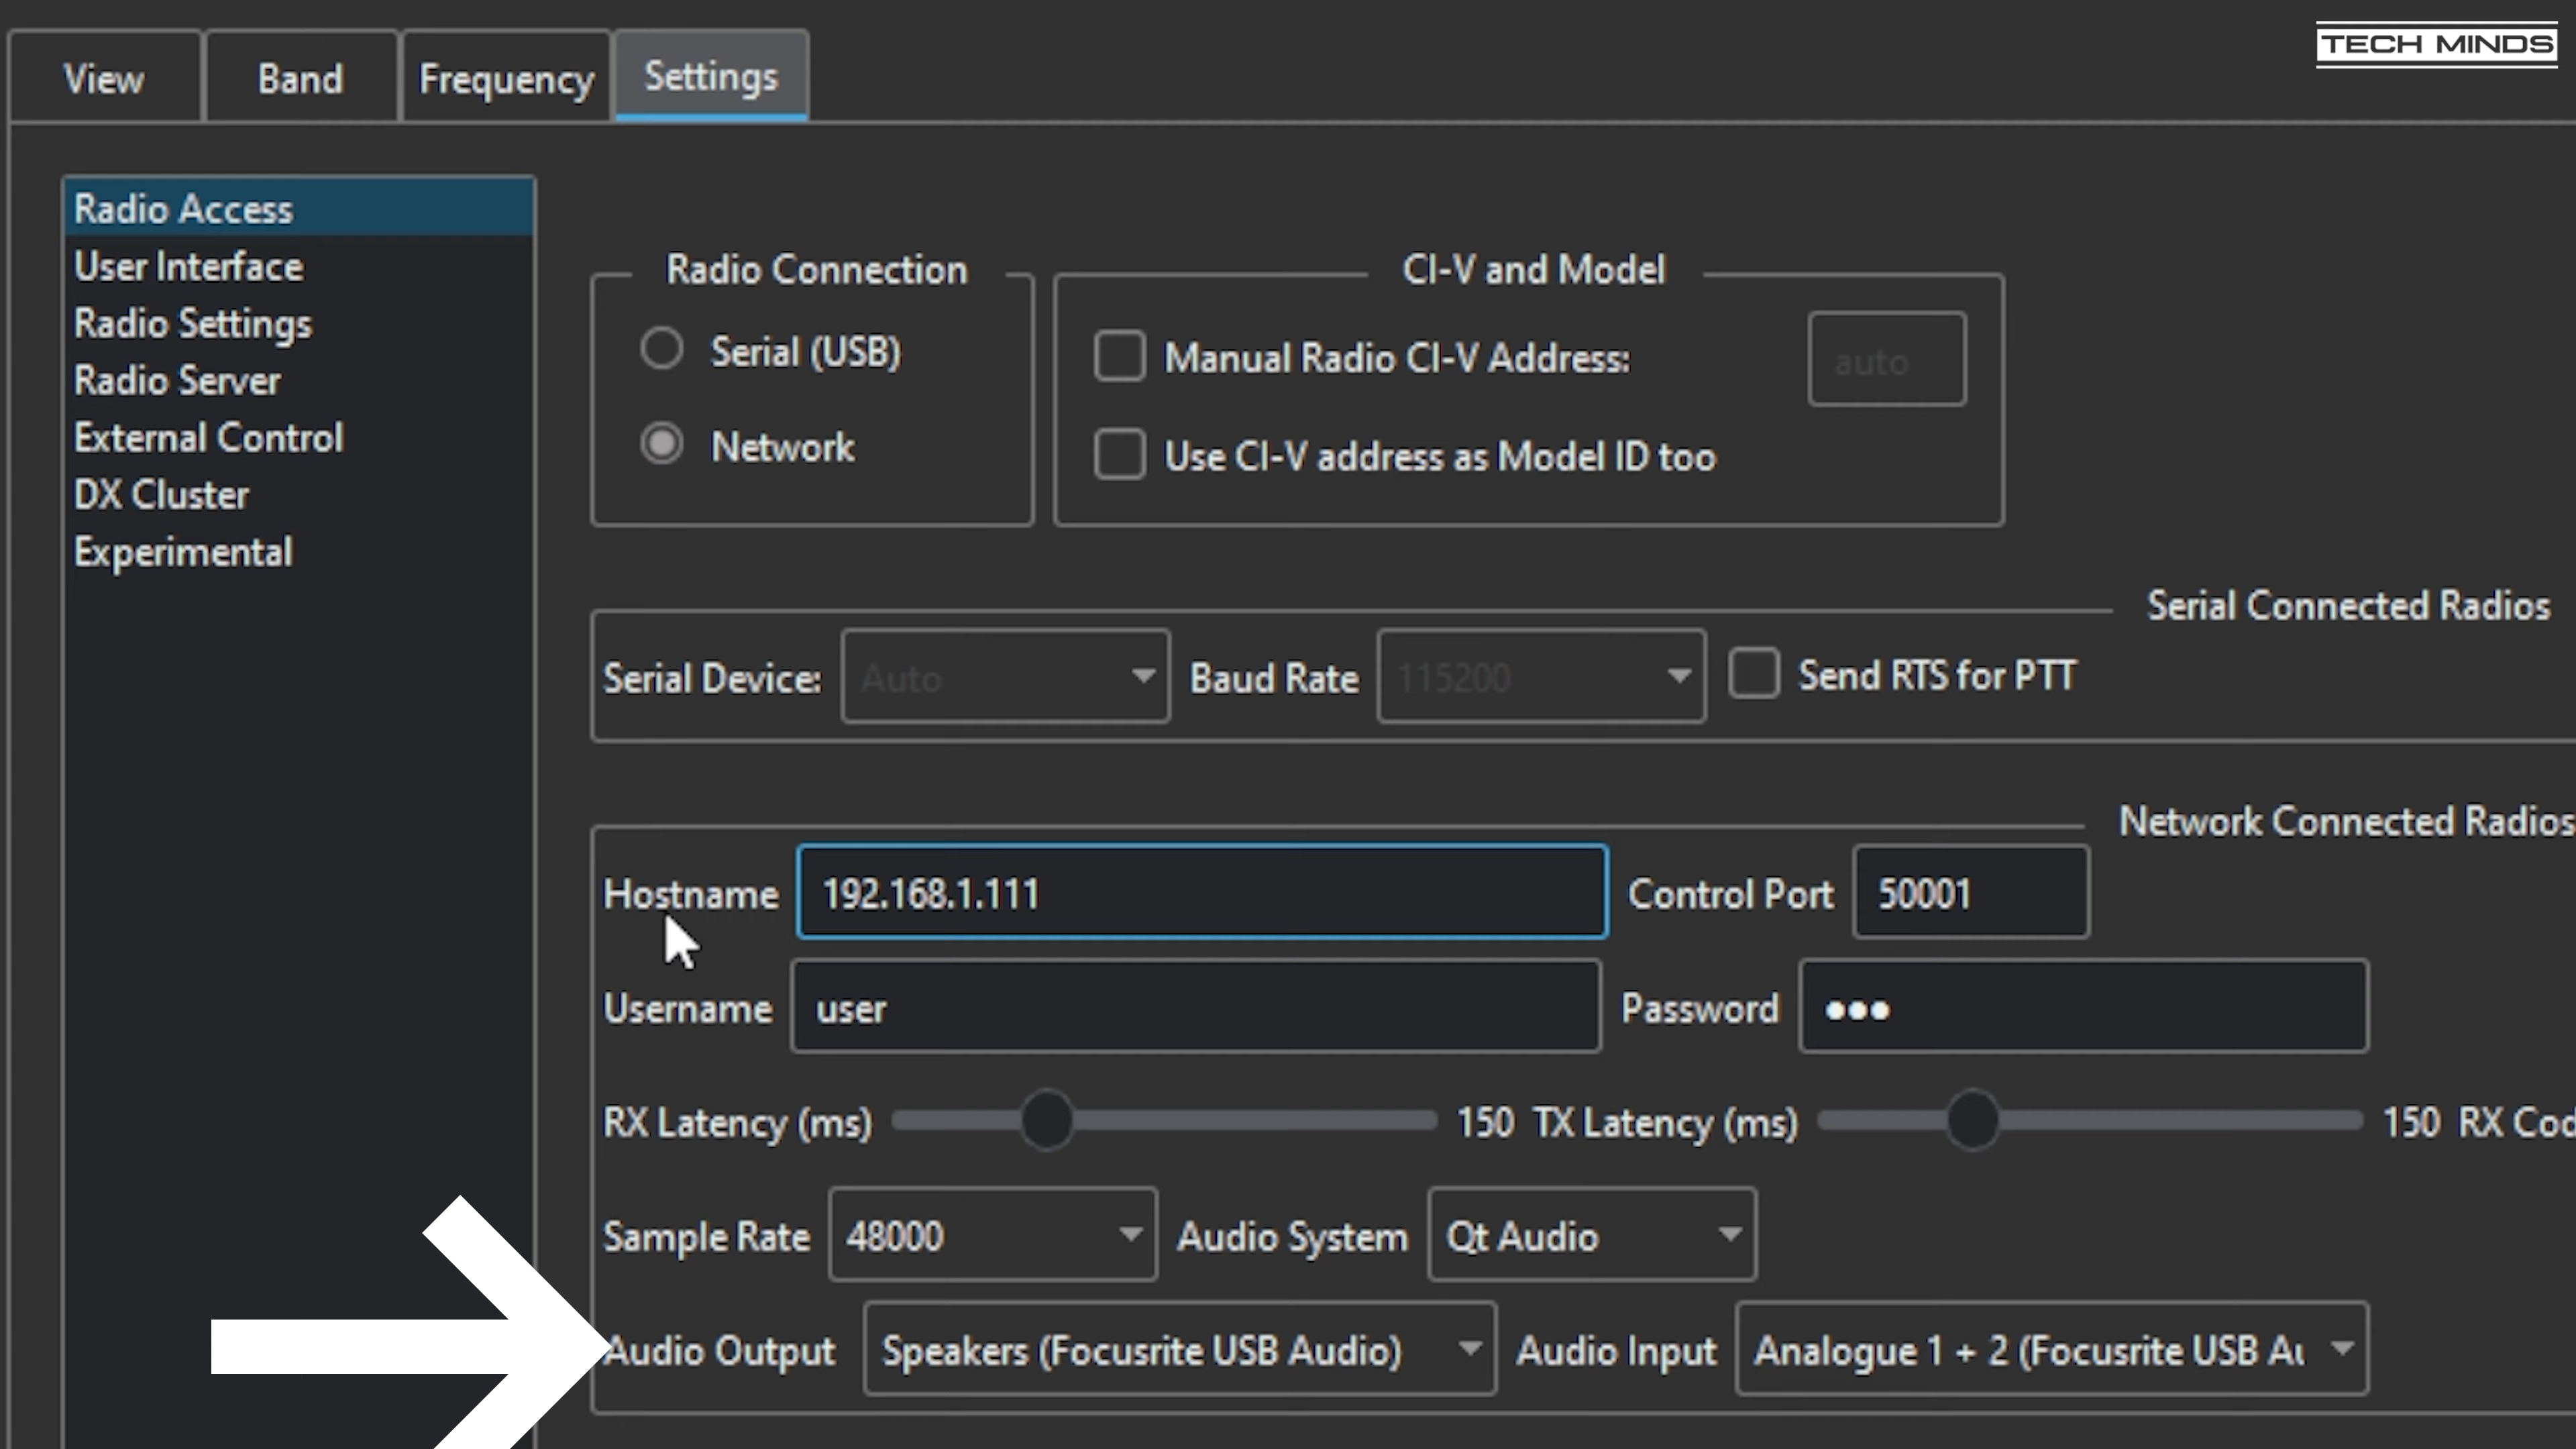 TECH MINDS
View Band Frequency Settings
Radio Access
User Interface
Radio Settings
Radio Server
External Control
DX Cluster
Experimental
Radio Connection
Serial (USB)
Network
CI-V and Model
Manual Radio CI-V Address: auto
Use CI-V address as Model ID too
Serial Connected Radios
Serial Device: Auto Baud Rate 115200 Send RTS for PTT
Network Connected Radios
Hostname 192.168.1.111 Control Port 50001
Username user Password •••
RX Latency (ms) 150 TX Latency (ms) 150 RX Cod
Sample Rate 48000 Audio System Qt Audio
Audio Output Speakers (Focusrite USB Audio) Audio Input Analogue 1 + 2 (Focusrite USB Au